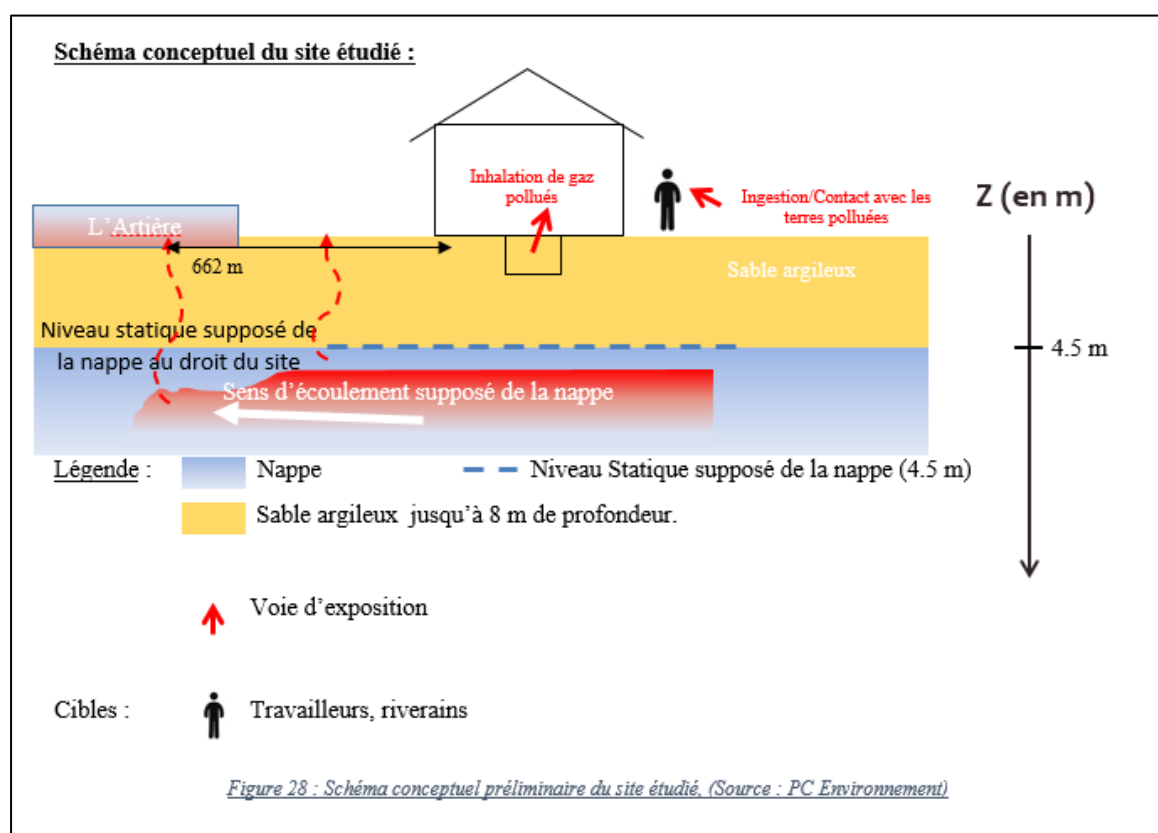 Schéma conceptuel du site étudié :
Inhalation de gaz
pollués
Ingestion/Contact avec les
terres polluées
Z (en m)
L'Artière
662 m
Sable argileux
Niveau statique supposé de
la nappe au droit du site
4.5 m
Sens d'écoulement supposé de la nappe
Légende :
Nappe
Niveau Statique supposé de la nappe (4.5 m)
Sable argileux jusqu'à 8 m de profondeur.
Voie d'exposition
Cibles :
Travailleurs, riverains
Figure 28 : Schéma conceptuel préliminaire du site étudié, (Source : PC Environnement)